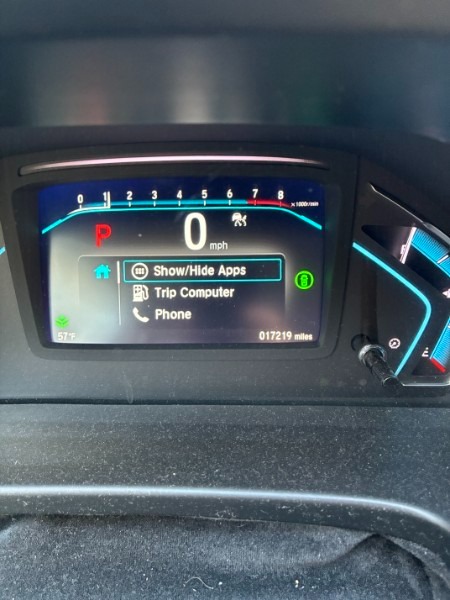 0 1 2 3 4 5 6 7 8 x1000r/min
P 0 mph
Show/Hide Apps
Trip Computer
Phone
57°F 017219 miles